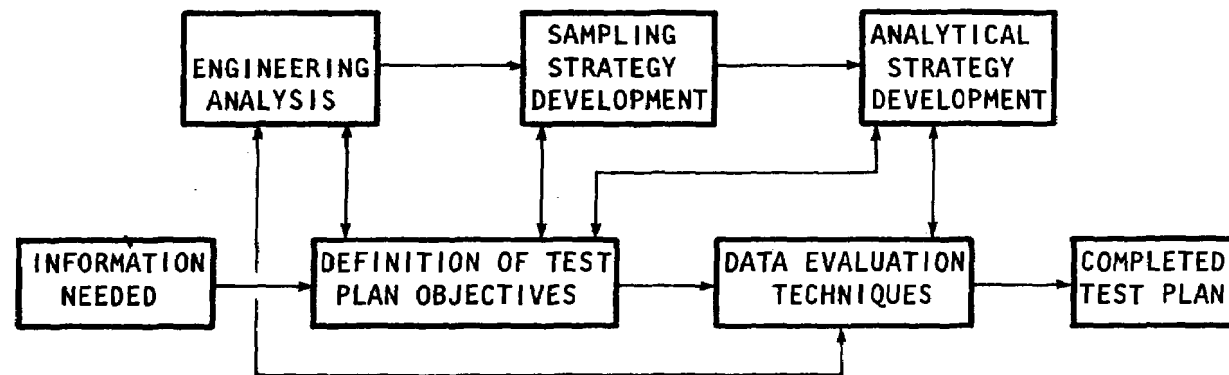 ENGINEERING
ANALYSIS
SAMPLING
STRATEGY
DEVELOPMENT
ANALYTICAL
STRATEGY
DEVELOPMENT
INFORMATION
NEEDED
DEFINITION OF TEST
PLAN OBJECTIVES
DATA EVALUATION
TECHNIQUES
COMPLETED
TEST PLAN